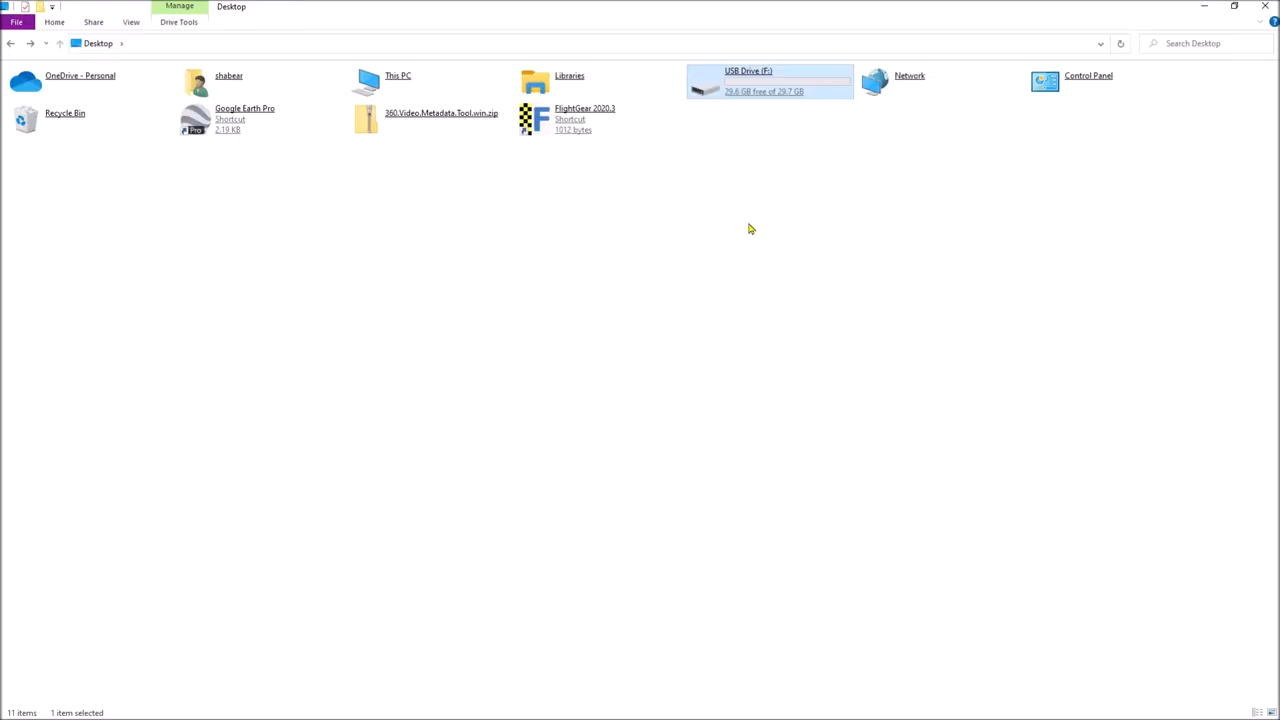 Manage
Desktop
File
Home
Share
View
Drive Tools
Desktop
Search Desktop
OneDrive - Personal
shabear
This PC
Libraries
USB Drive (F:)
29.6 GB free of 29.7 GB
Network
Control Panel
Recycle Bin
Pro
Google Earth Pro
Shortcut
2.19 KB
360.Video.Metadata.Tool.win.zip
F
FlightGear 2020.3
Shortcut
1012 bytes
11 items
1 item selected